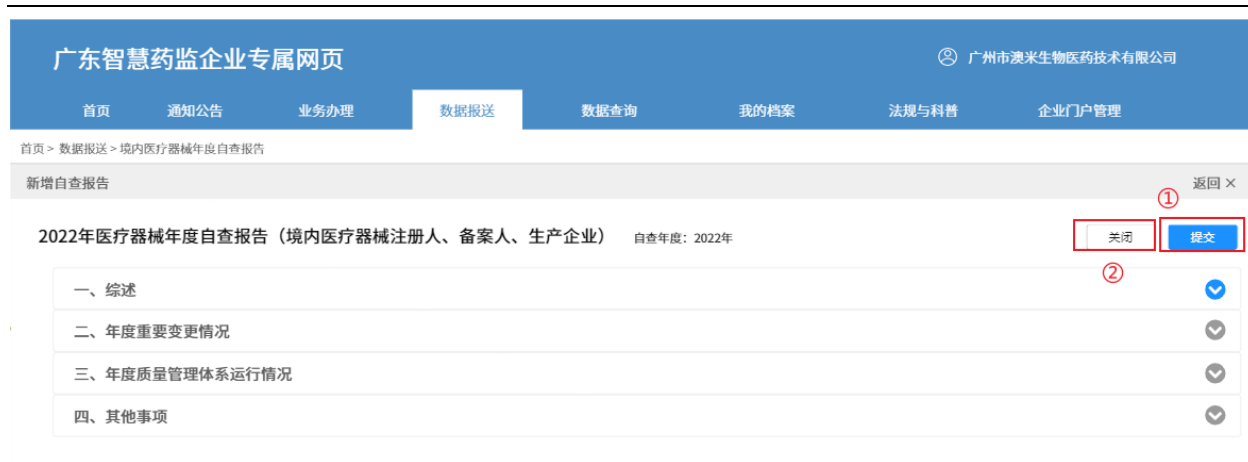 广东智慧药监企业专属网页 广州市澳米生物医药技术有限公司
首页 通知公告 业务办理 数据报送 数据查询 我的档案 法规与科普 企业门户管理
首页 > 数据报送 > 境内医疗器械年度自查报告
新增自查报告 返回 ×
①
2022年医疗器械年度自查报告（境内医疗器械注册人、备案人、生产企业） 自查年度：2022年 关闭 提交
②
一、综述
二、年度重要变更情况
三、年度质量管理体系运行情况
四、其他事项